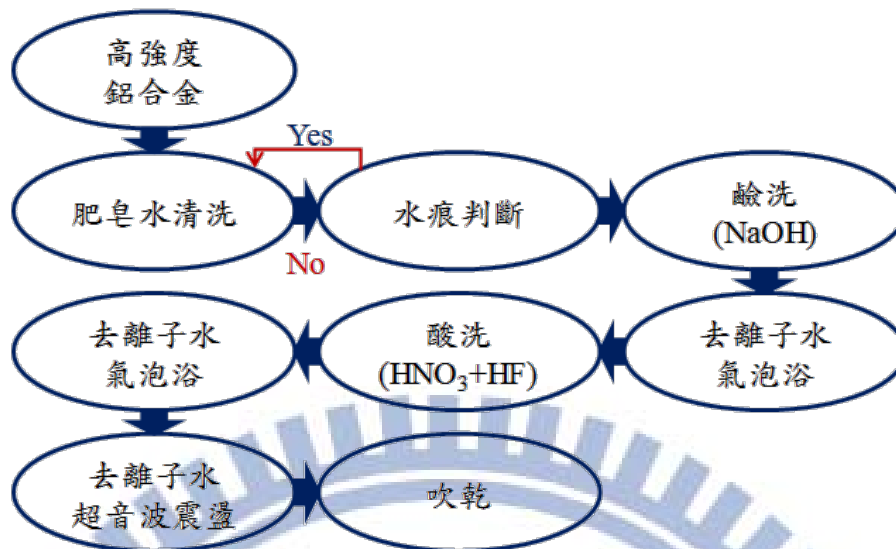 高強度
鋁合金
Yes
肥皂水清洗
No
水痕判斷
鹼洗
(NaOH)
去離子水
氣泡浴
酸洗
(HNO₃+HF)
去離子水
氣泡浴
去離子水
超音波震盪
吹乾